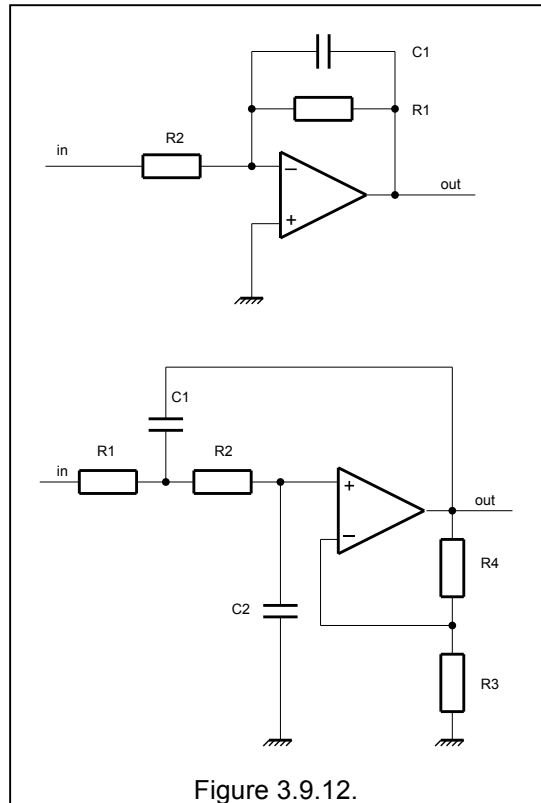 C1
R1
R2
in
out
−
+
C1
R1
R2
in
out
+
−
R4
C2
R3
Figure 3.9.12.